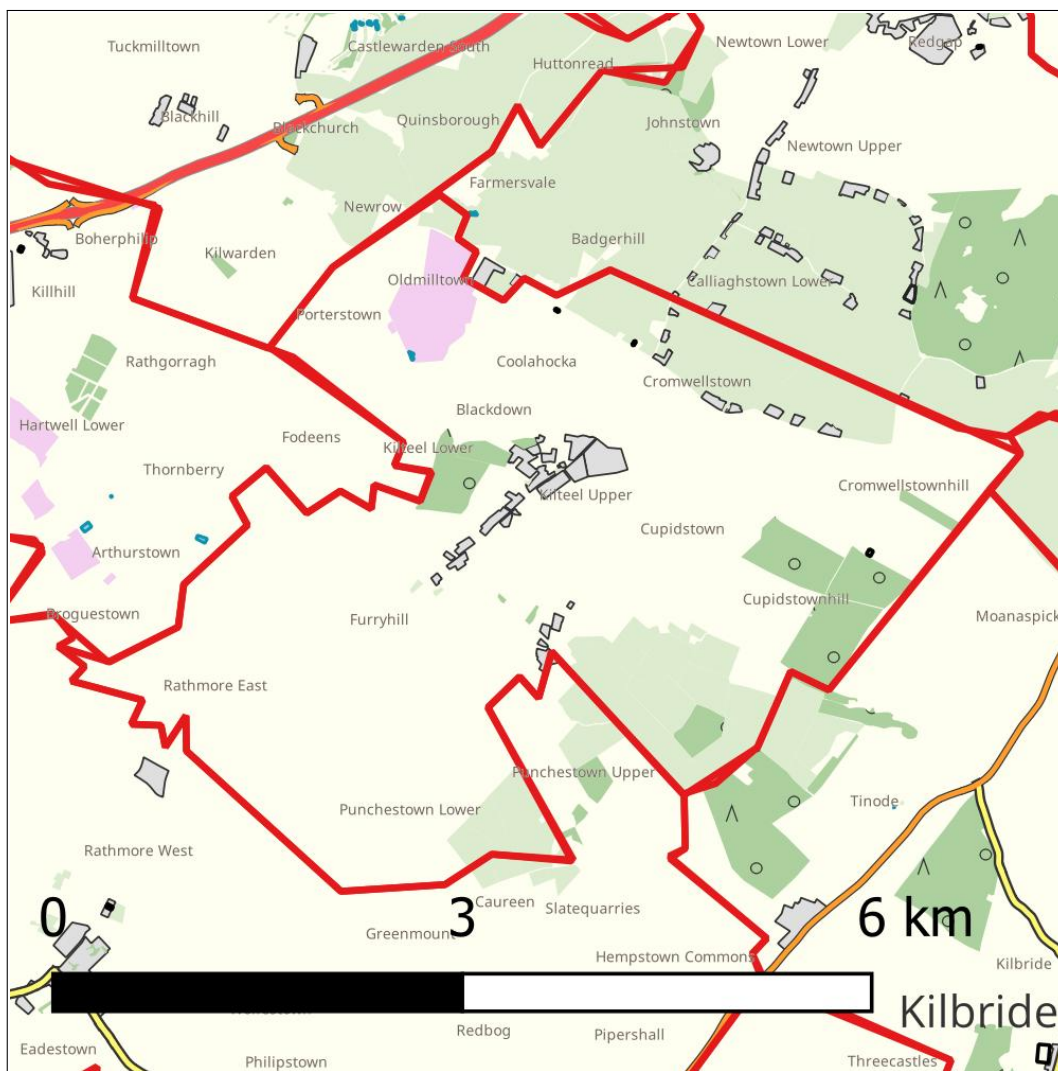 Tuckmilltown
Castlewarden South
Newtown Lower
Redgap
Huttonread
Blackhill
Blackchurch
Quinsborough
Johnstown
Newtown Upper
Farmersvale
Newrow
Boherphilip
Kilwarden
Badgerhill
Killhill
Oldmilltown
Calliaghstown Lower
Porterstown
Rathgorragh
Coolahocka
Cromwellstown
Hartwell Lower
Blackdown
Fodeens
Kilteel Lower
Thornberry
Cromwellstownhill
Kilteel Upper
Cupidstown
Arthurstown
Broguestown
Furryhill
Cupidstownhill
Moanaspick
Rathmore East
Punchestown Upper
Punchestown Lower
Tinode
Rathmore West
Caureen
Slatequarries
0 3 6 km
Greenmount
Hempstown Commons
Kilbride
Kilbride
Redbog
Pipershall
Eadestown
Philipstown
Threecastles